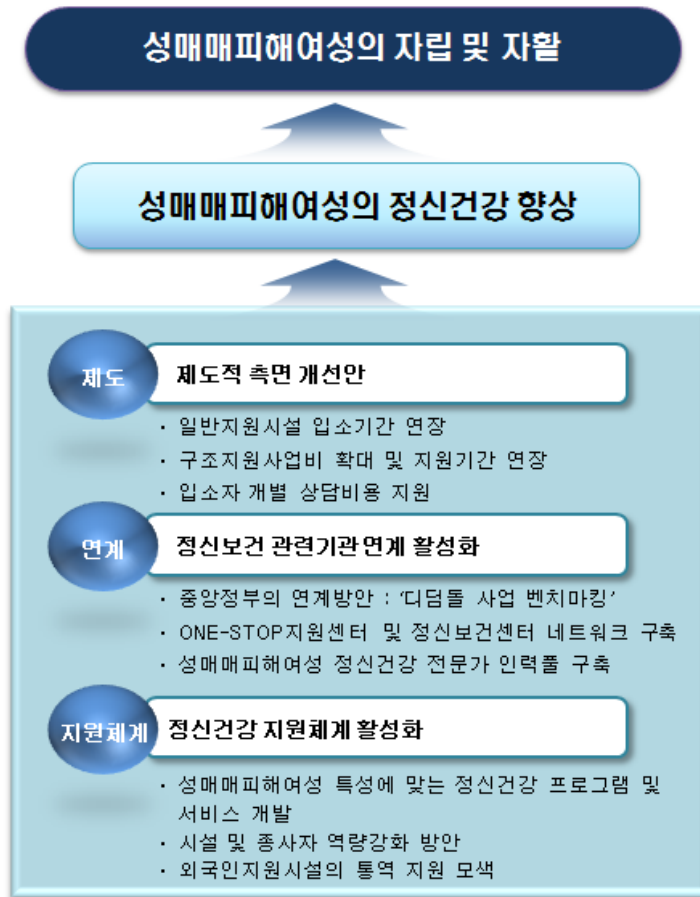 성매매피해여성의 자립 및 자활
성매매피해여성의 정신건강 향상
제도
제도적 측면 개선안
· 일반지원시설 입소기간 연장
· 구조지원사업비 확대 및 지원기간 연장
· 입소자 개별 상담비용 지원
연계
정신보건 관련기관연계 활성화
· 중앙정부의 연계방안 : ‘디딤돌 사업 벤치마킹’
· ONE-STOP지원센터 및 정신보건센터 네트워크 구축
· 성매매피해여성 정신건강 전문가 인력풀 구축
지원체계
정신건강 지원체계 활성화
· 성매매피해여성 특성에 맞는 정신건강 프로그램 및
서비스 개발
· 시설 및 종사자 역량강화 방안
· 외국인지원시설의 통역 지원 모색